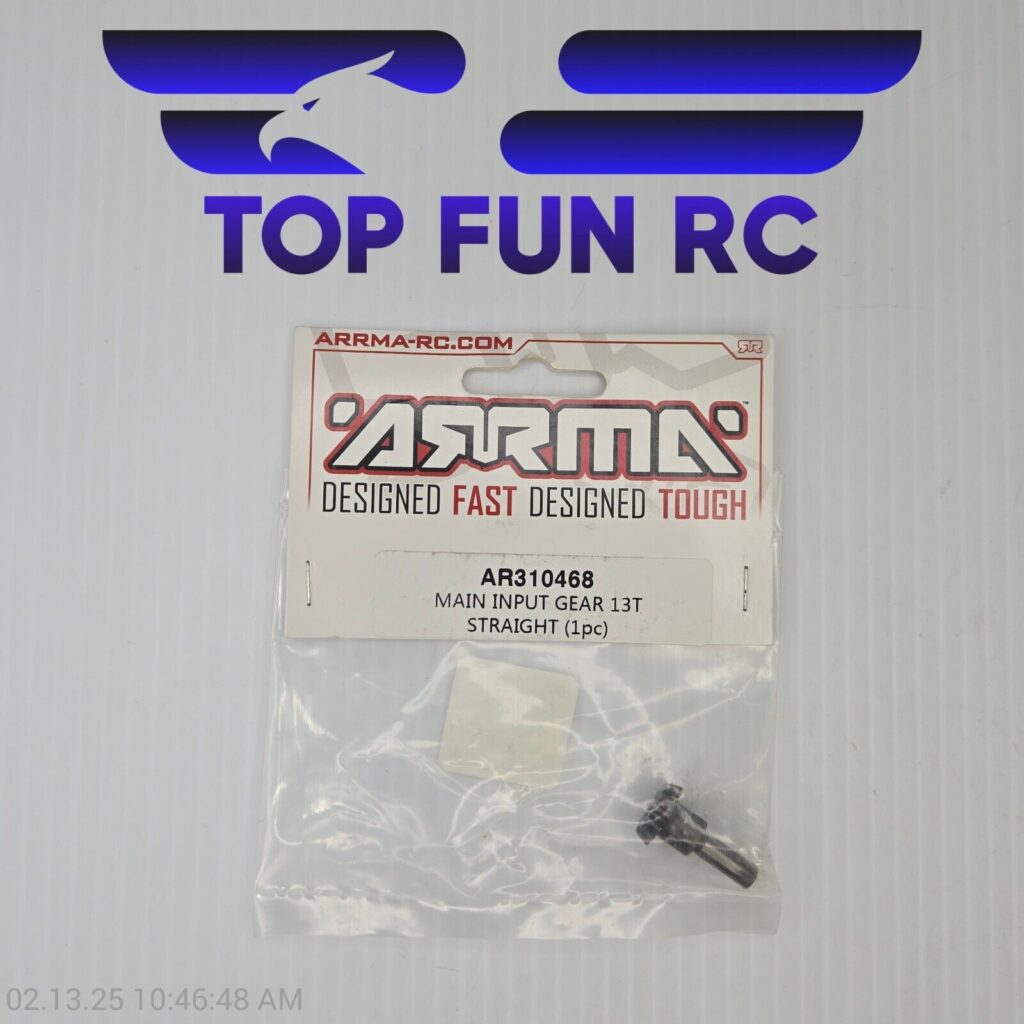 TOP FUN RC
ARRMA-RC.COM
ARRMA™
DESIGNED FAST DESIGNED TOUGH
AR310468
MAIN INPUT GEAR 13T
STRAIGHT (1pc)
02.13.25 10:46:48 AM